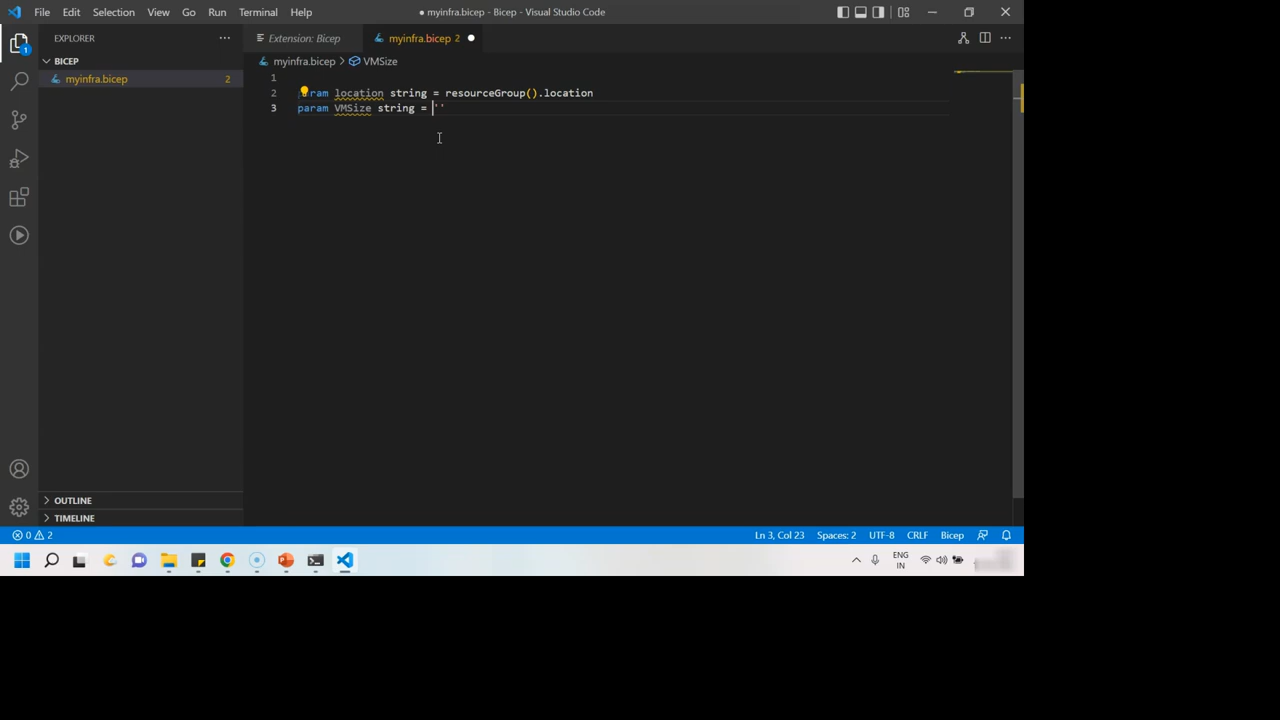 File Edit Selection View Go Run Terminal Help
● myinfra.bicep - Bicep - Visual Studio Code
EXPLORER
BICEP
myinfra.bicep 2
OUTLINE
TIMELINE
Extension: Bicep
myinfra.bicep 2
myinfra.bicep > VMSize
1
2 param location string = resourceGroup().location
3 param VMSize string = ''
1
0 2
Ln 3, Col 23 Spaces: 2 UTF-8 CRLF Bicep
ENG
IN